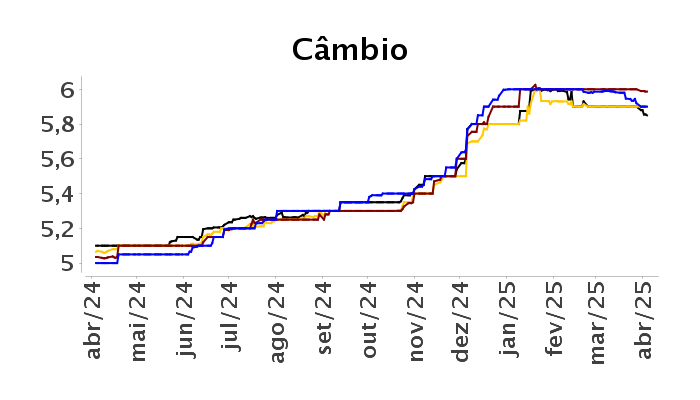 Câmbio
6
5,8
5,6
5,4
5,2
5
abr/24
mai/24
jun/24
jul/24
ago/24
set/24
out/24
nov/24
dez/24
jan/25
fev/25
mar/25
abr/25